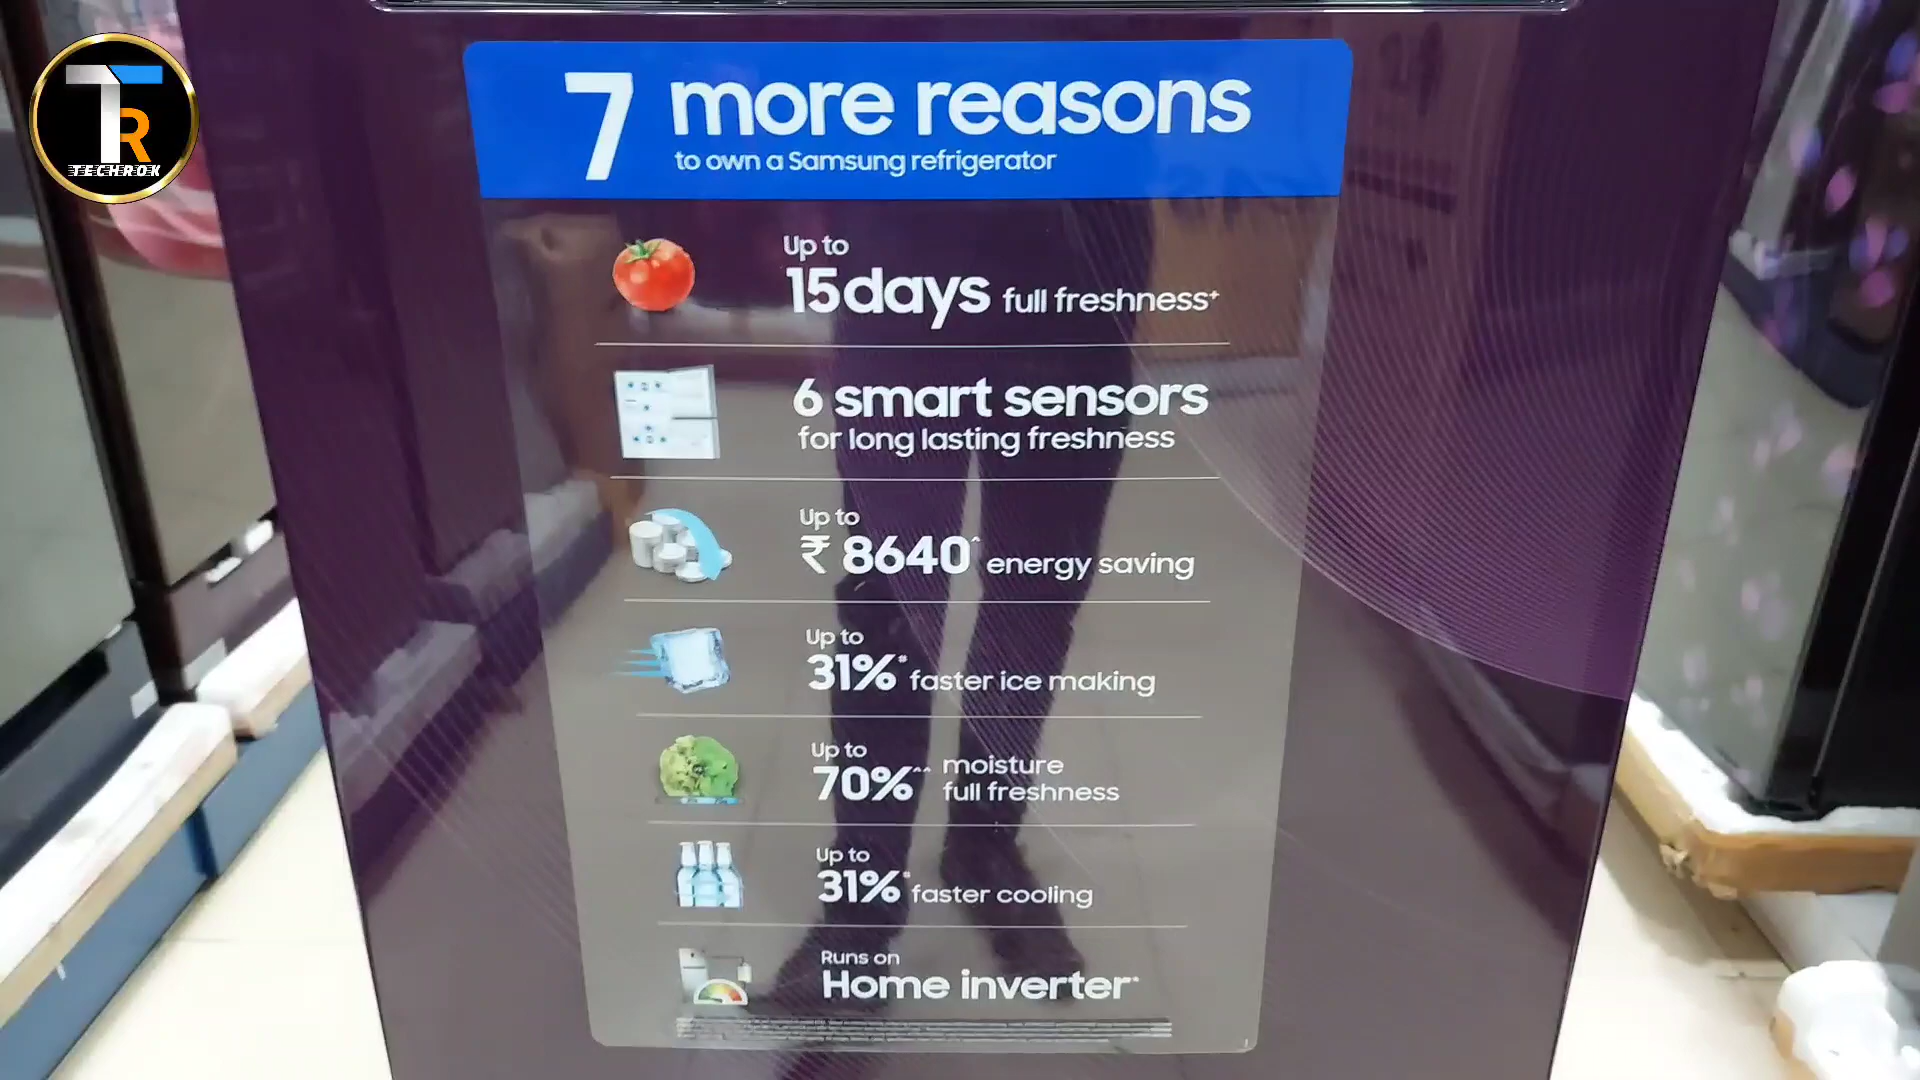 TR
TECHROK
7 more reasons
to own a Samsung refrigerator
Up to
15days full freshness+
6 smart sensors
for long lasting freshness
Up to
₹ 8640^ energy saving
Up to
31%# faster ice making
Up to
70%^^ moisture
full freshness
Up to
31%* faster cooling
Runs on
Home inverter*